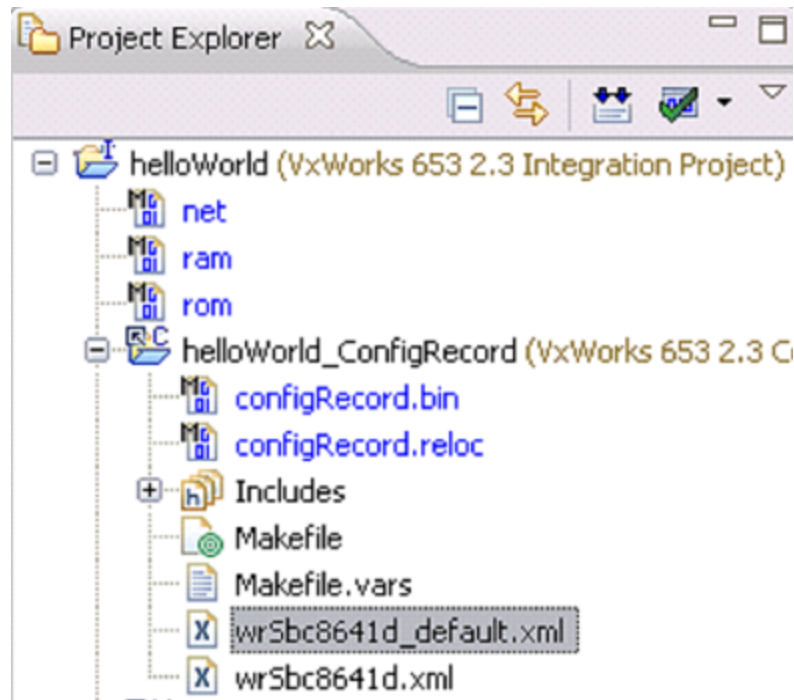 Project Explorer
helloWorld (VxWorks 653 2.3 Integration Project)
net
ram
rom
helloWorld_ConfigRecord (VxWorks 653 2.3 C
configRecord.bin
configRecord.reloc
Includes
Makefile
Makefile.vars
wrSbc8641d_default.xml
wrSbc8641d.xml